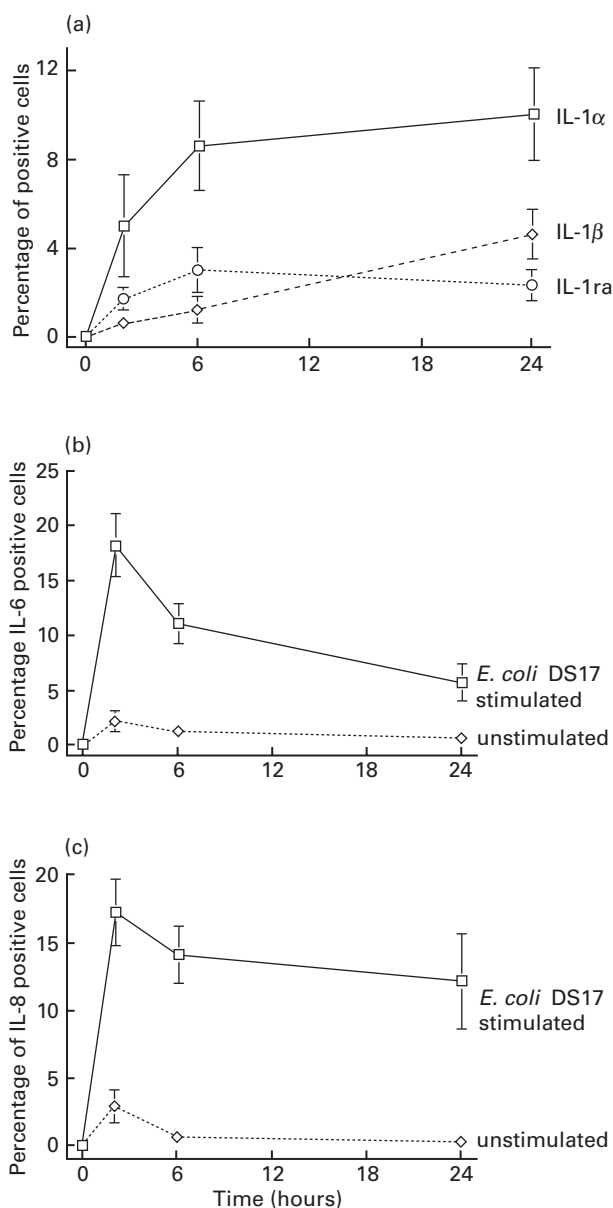 (a)
Percentage of positive cells
12
8
4
0
IL-1α
IL-1β
IL-1ra
0 6 12 18 24
(b)
Percentage IL-6 positive cells
25
20
15
10
5
0
E. coli DS17
stimulated
unstimulated
0 6 12 18 24
(c)
Percentage of IL-8 positive cells
20
15
10
5
0
E. coli DS17
stimulated
unstimulated
0 6 12 18 24
Time (hours)